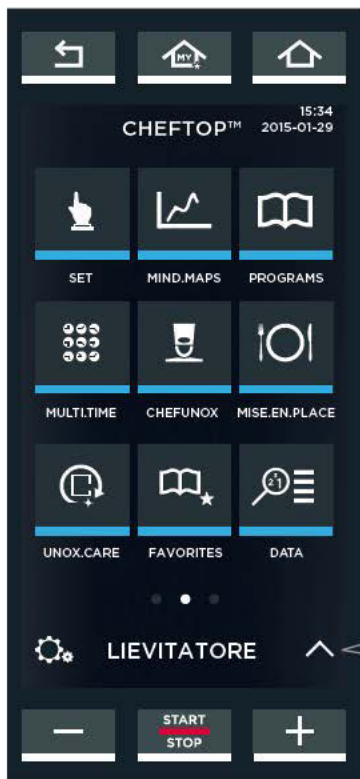 MY
15:34
CHEFTOP™ 2015-01-29
SET MIND.MAPS PROGRAMS
MULTI.TIME CHEFUNOX MISE.EN.PLACE
UNOX.CARE FAVORITES DATA
LIEVITATORE
START
STOP